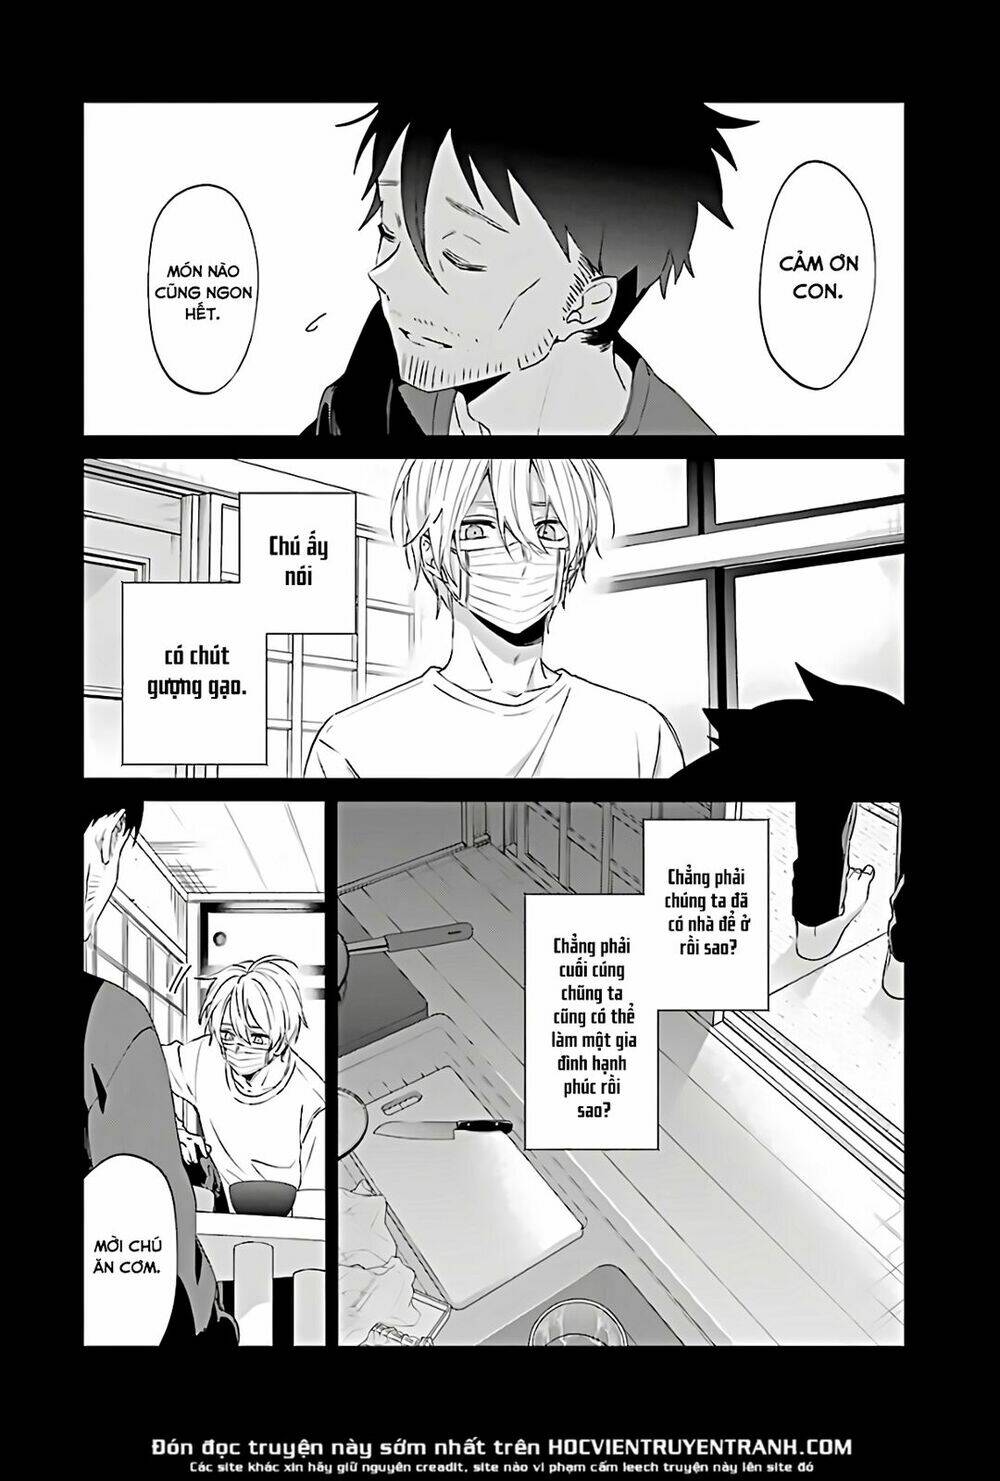 CẢM ƠN
CON.
MÓN NÀO
CŨNG NGON
HẾT.
Chú ấy
nói
có chút
gượng gạo.
Chẳng phải
chúng ta đã
có nhà để ở
rồi sao?
Chẳng phải
cuối cùng
chũng ta
cũng có thể
làm một gia
đình hạnh
phúc rồi
sao?
MỜI CHÚ
ĂN CƠM.
Đón đọc truyện này sớm nhất trên HOCVIENTRUYENTRANH.COM
Các site khác xin hãy giữ nguyên creadit, site nào vi phạm cấm leech truyện này lên site đó